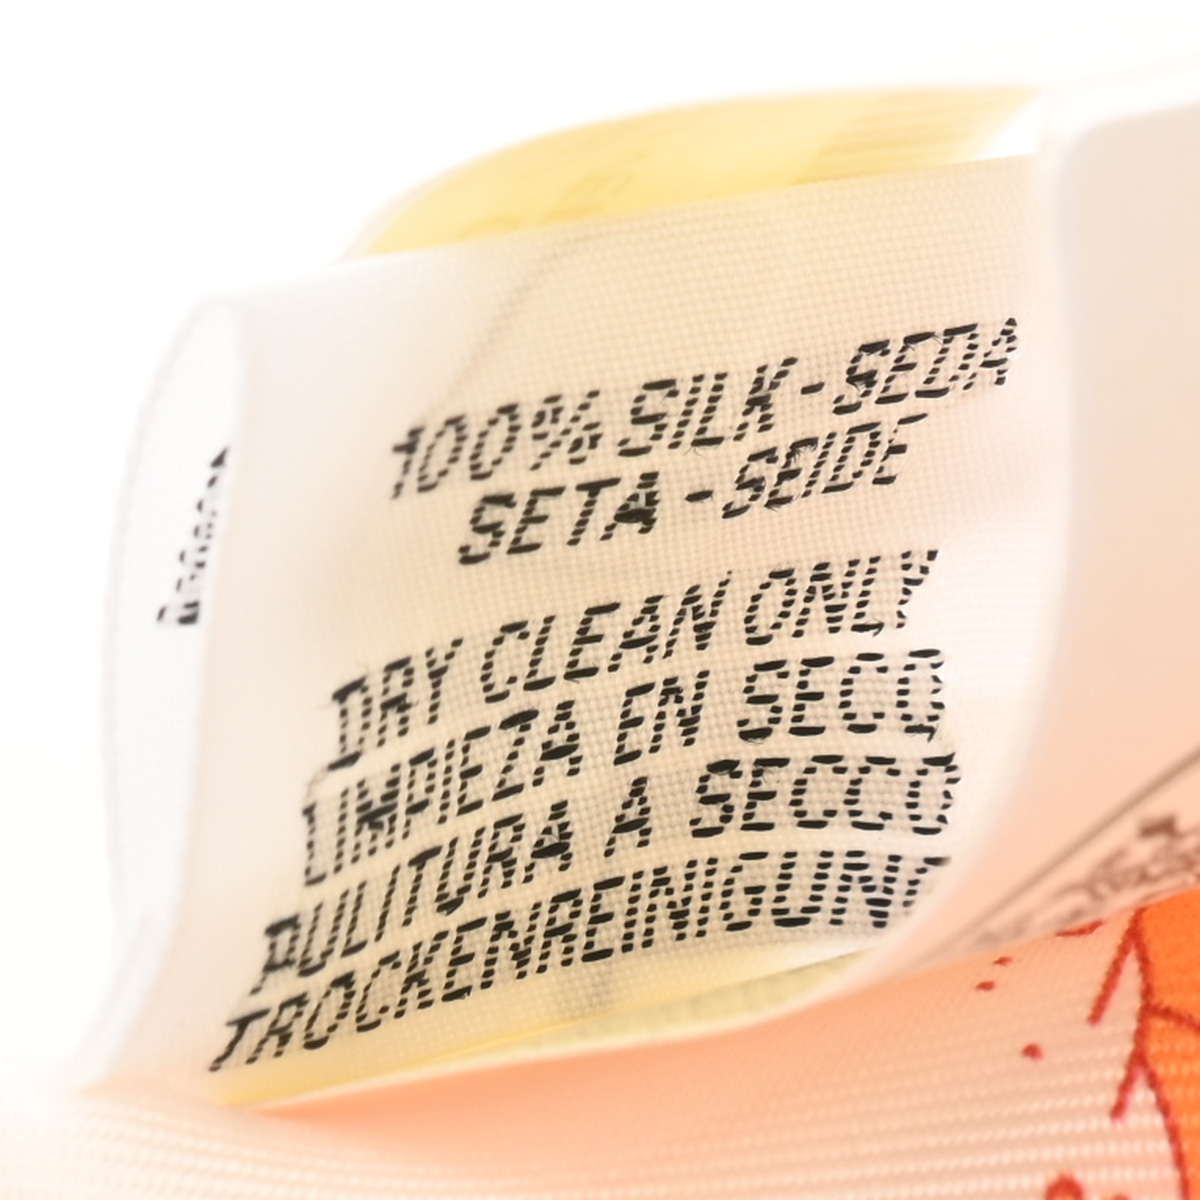 100% SILK - SEDA
SETA - SEIDE
DRY CLEAN ONLY
LIMPIEZA EN SECO
PULITURA A SECCO
TROCKENREINIGUNG